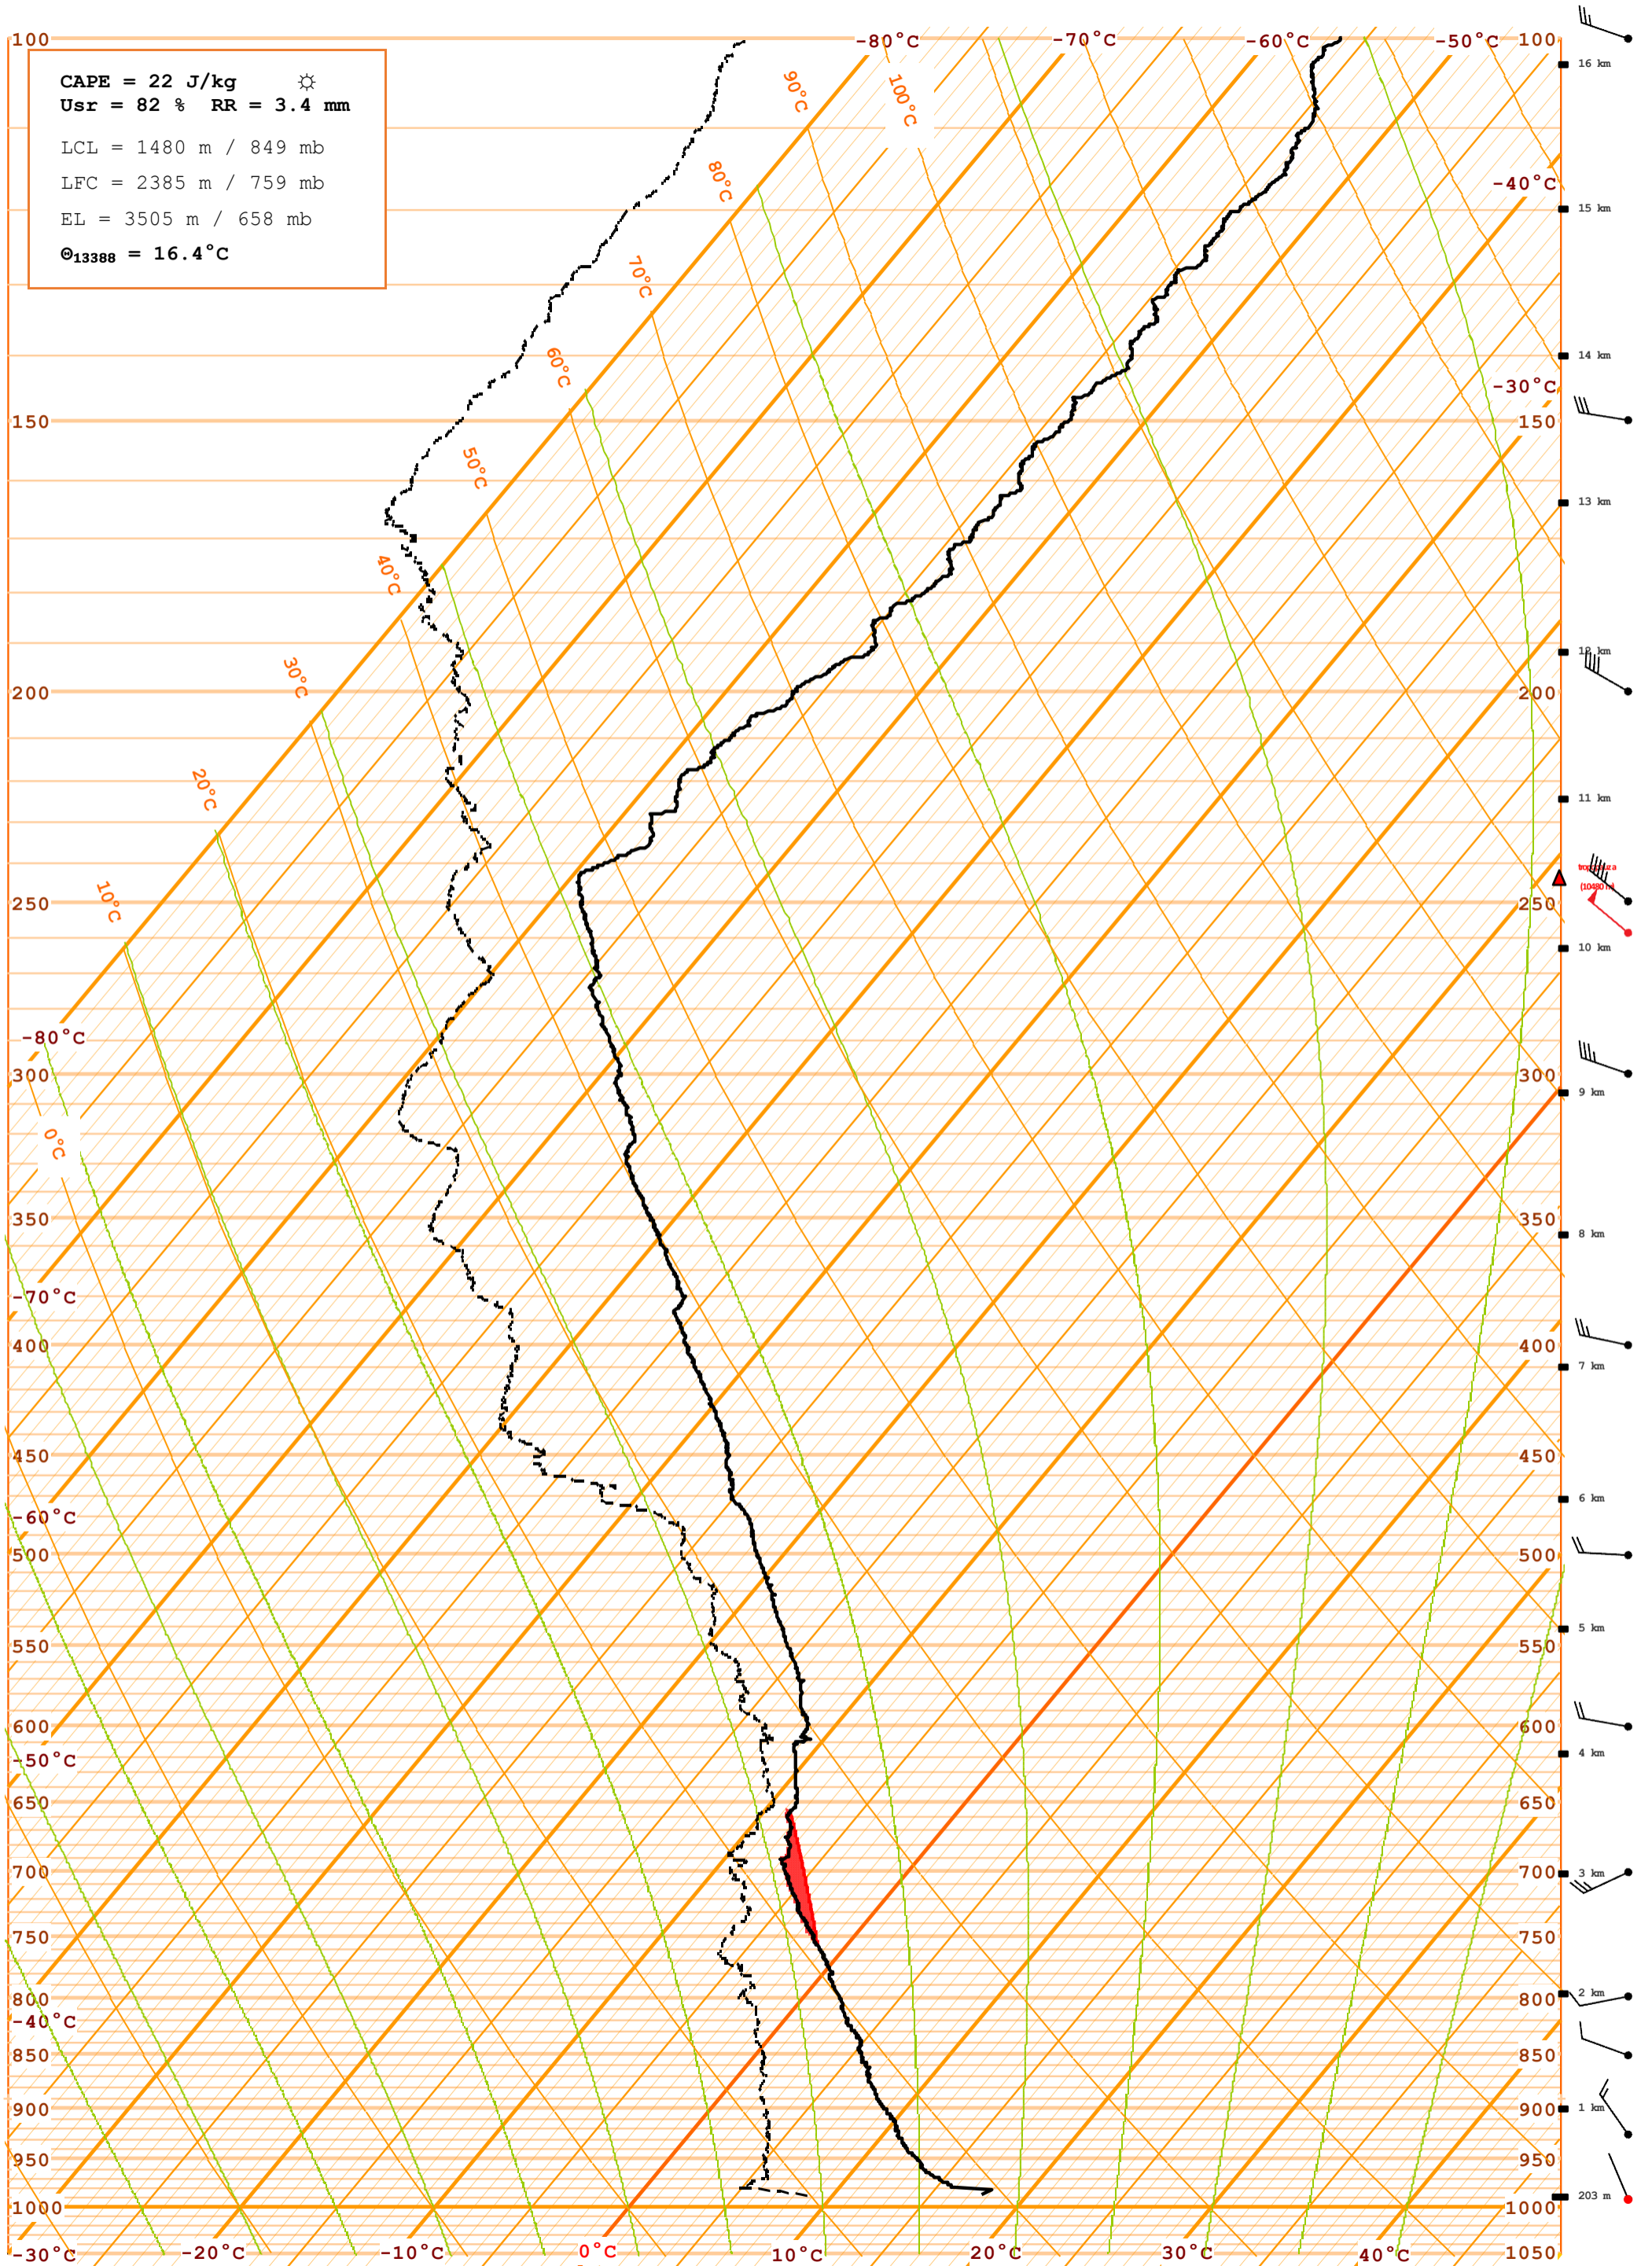 100 -80°C -70°C -60°C -50°C 100
16 km
CAPE = 22 J/kg ☼
Usr = 82 % RR = 3.4 mm
LCL = 1480 m / 849 mb
LFC = 2385 m / 759 mb
EL = 3505 m / 658 mb
Θ13388 = 16.4°C
90°C 100°C
80°C -40°C
15 km
70°C
14 km
60°C -30°C
150 150
50°C
13 km
40°C
12 km
30°C
200 200
20°C 11 km
tropopauza
(10480 m)
10°C 250 250
10 km
-80°C
300 300
9 km
0°C
350 350
8 km
-70°C
400 400
7 km
450 450
6 km
-60°C
500 500
5 km
550 550
600 600
-50°C 4 km
650 650
700 700 3 km
750 750
800 800 2 km
-40°C
850 850
900 900 1 km
950 950
203 m
1000 1000
-30°C -20°C -10°C 0°C 10°C 20°C 30°C 40°C 1050